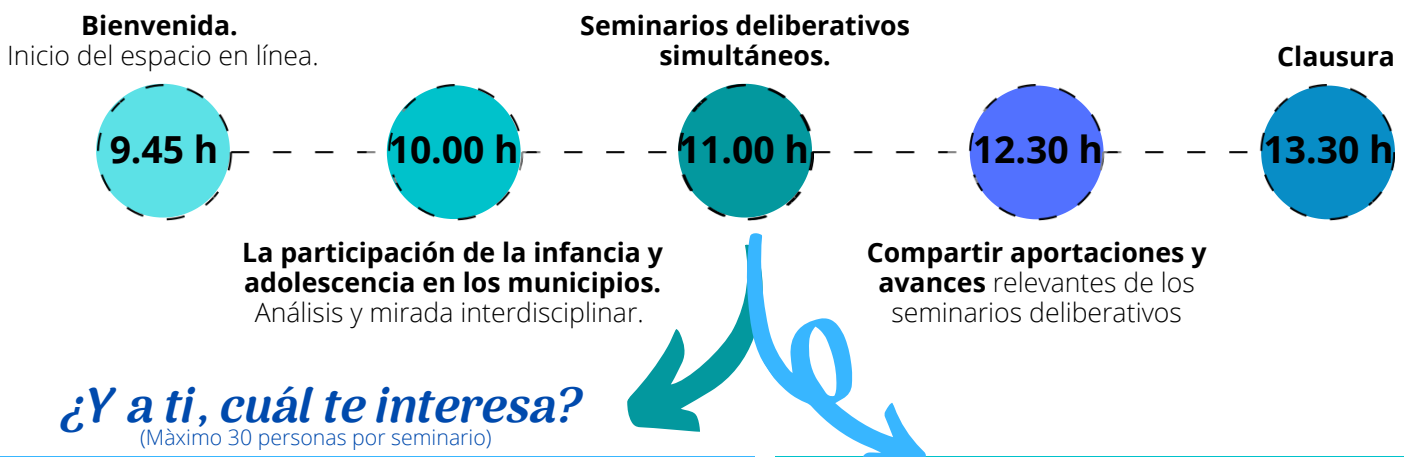 Bienvenida.
Inicio del espacio en línea.
Seminarios deliberativos
simultáneos.
Clausura
9.45 h
10.00 h
11.00 h
12.30 h
13.30 h
La participación de la infancia y
adolescencia en los municipios.
Análisis y mirada interdisciplinar.
Compartir aportaciones y
avances relevantes de los
seminarios deliberativos
¿Y a ti, cuál te interesa?
(Màximo 30 personas por seminario)